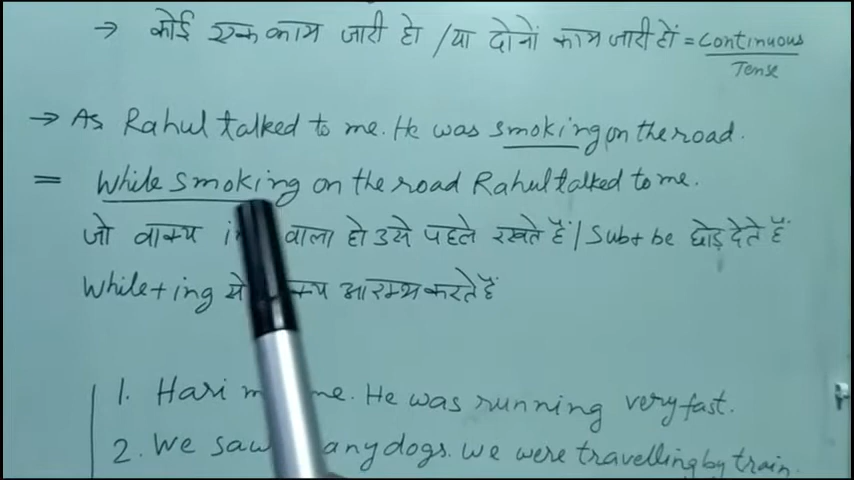 → कोई एक काम जारी हो / या दोनों काम जारी हों = Continuous
Tense
→ As Rahul talked to me. He was smoking on the road.
= While smoking on the road Rahul talked to me.
जो वाक्य वाला हो उसे पहले रखते हैं / Sub + be छोड़ देते हैं
While + ing से आरम्भ करते हैं
1. Hari me. He was running very fast.
2. We saw any dogs. We were travelling by train.